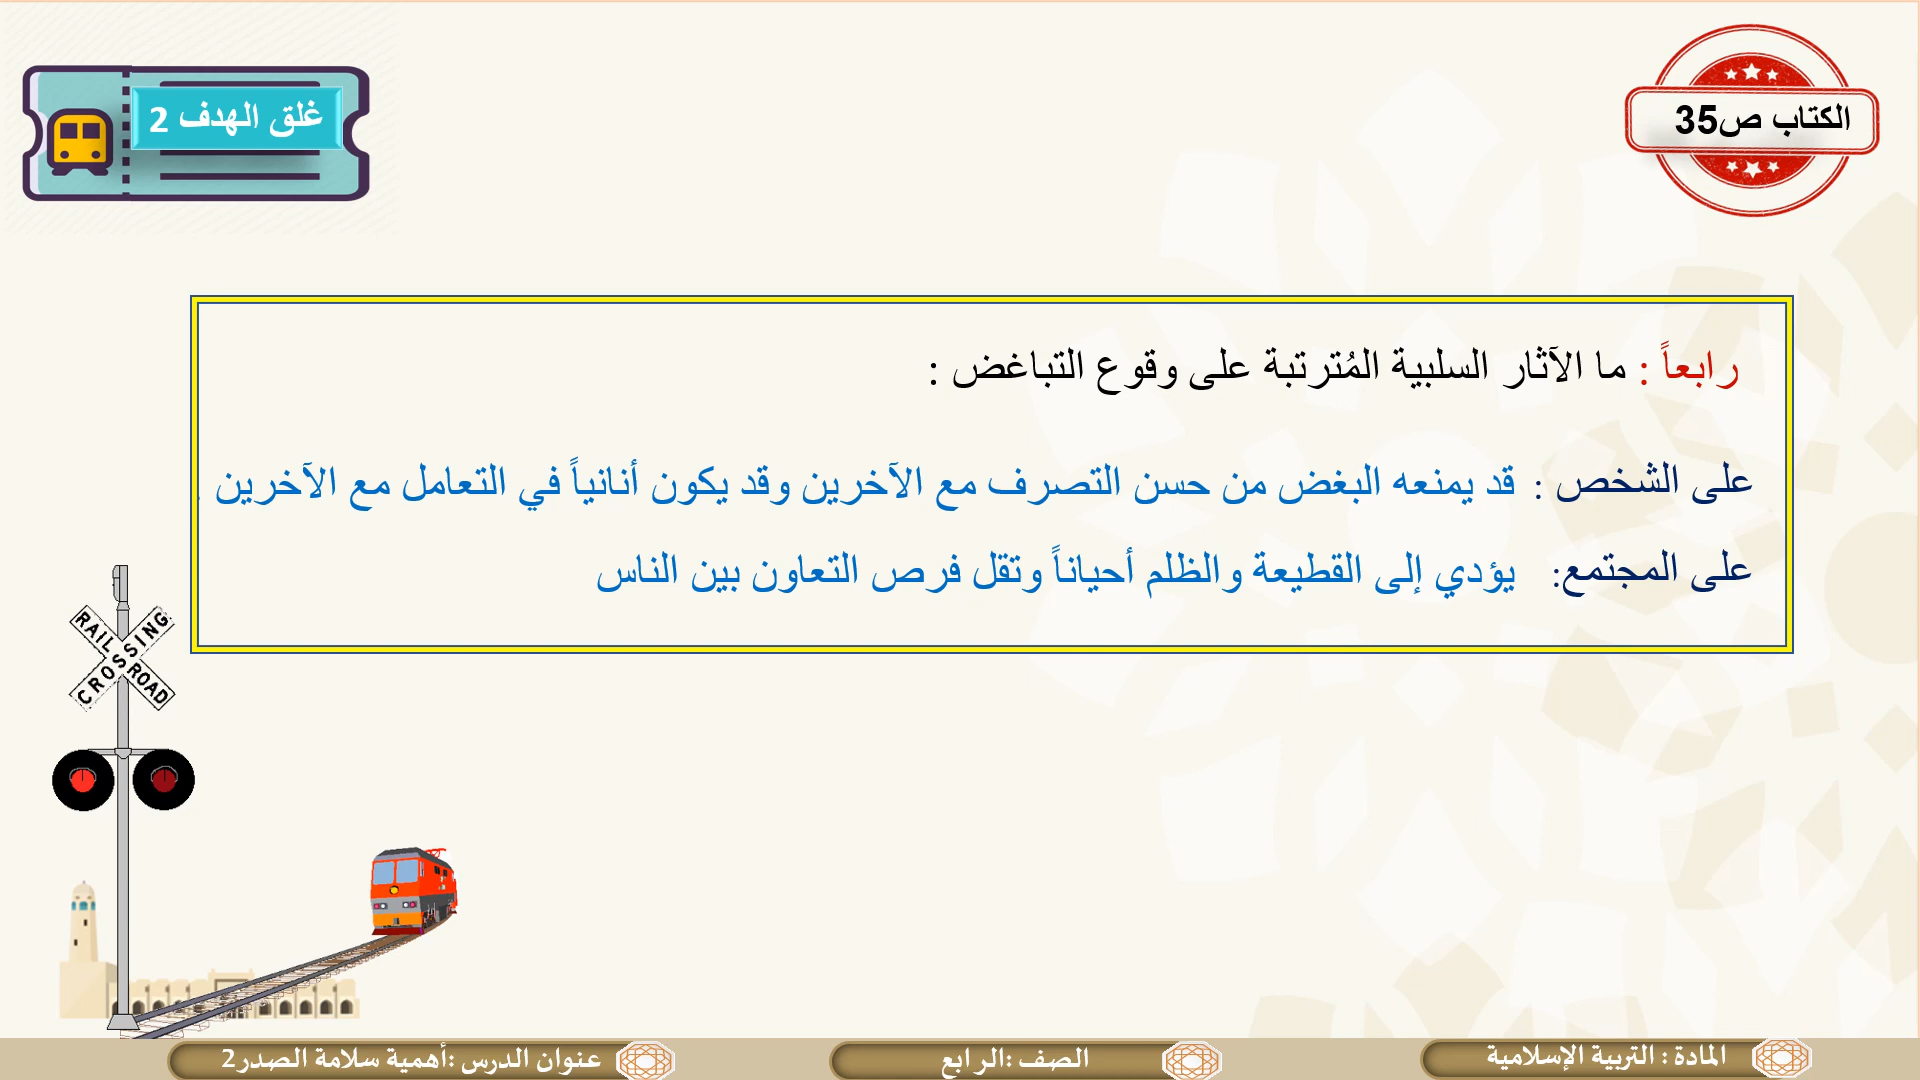 الكتاب ص35
غلق الهدف 2
رابعاً : ما الآثار السلبية المُترتبة على وقوع التباغض :
على الشخص : قد يمنعه البغض من حسن التصرف مع الآخرين وقد يكون أنانياً في التعامل مع الآخرين .
على المجتمع: يؤدي إلى القطيعة والظلم أحياناً وتقل فرص التعاون بين الناس
RAIL ROAD
CROSSING
المادة : التربية الإسلامية
الصف :الرابع
عنوان الدرس :أهمية سلامة الصدر2